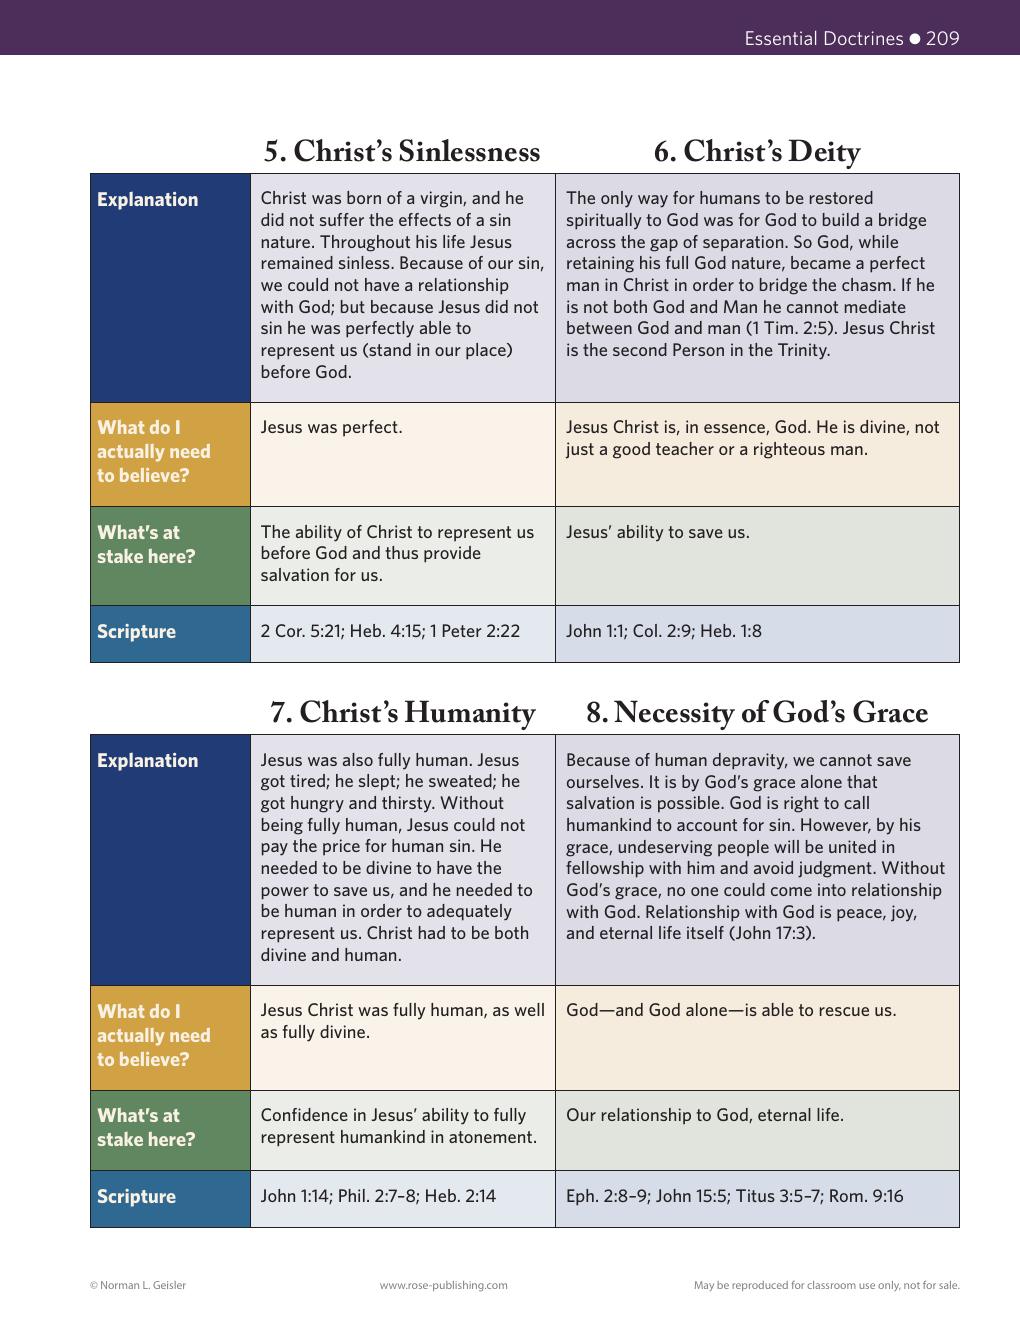 Essential Doctrines ● 209
5. Christ’s Sinlessness
6. Christ’s Deity
Explanation
Christ was born of a virgin, and he
did not suffer the effects of a sin
nature. Throughout his life Jesus
remained sinless. Because of our sin,
we could not have a relationship
with God; but because Jesus did not
sin he was perfectly able to
represent us (stand in our place)
before God.
The only way for humans to be restored
spiritually to God was for God to build a bridge
across the gap of separation. So God, while
retaining his full God nature, became a perfect
man in Christ in order to bridge the chasm. If he
is not both God and Man he cannot mediate
between God and man (1 Tim. 2:5). Jesus Christ
is the second Person in the Trinity.
What do I
actually need
to believe?
Jesus was perfect.
Jesus Christ is, in essence, God. He is divine, not
just a good teacher or a righteous man.
What’s at
stake here?
The ability of Christ to represent us
before God and thus provide
salvation for us.
Jesus’ ability to save us.
Scripture
2 Cor. 5:21; Heb. 4:15; 1 Peter 2:22
John 1:1; Col. 2:9; Heb. 1:8
7. Christ’s Humanity
8. Necessity of God’s Grace
Explanation
Jesus was also fully human. Jesus
got tired; he slept; he sweated; he
got hungry and thirsty. Without
being fully human, Jesus could not
pay the price for human sin. He
needed to be divine to have the
power to save us, and he needed to
be human in order to adequately
represent us. Christ had to be both
divine and human.
Because of human depravity, we cannot save
ourselves. It is by God’s grace alone that
salvation is possible. God is right to call
humankind to account for sin. However, by his
grace, undeserving people will be united in
fellowship with him and avoid judgment. Without
God’s grace, no one could come into relationship
with God. Relationship with God is peace, joy,
and eternal life itself (John 17:3).
What do I
actually need
to believe?
Jesus Christ was fully human, as well
as fully divine.
God—and God alone—is able to rescue us.
What’s at
stake here?
Confidence in Jesus’ ability to fully
represent humankind in atonement.
Our relationship to God, eternal life.
Scripture
John 1:14; Phil. 2:7–8; Heb. 2:14
Eph. 2:8–9; John 15:5; Titus 3:5–7; Rom. 9:16
© Norman L. Geisler
www.rose-publishing.com
May be reproduced for classroom use only, not for sale.